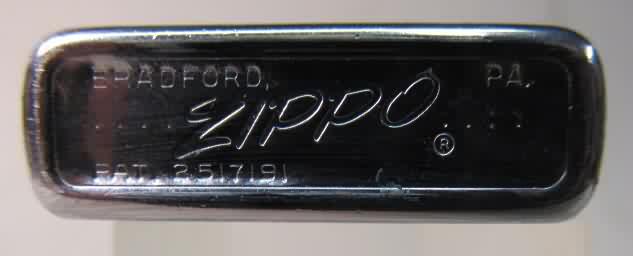 BRADFORD, PA.
.... ZIPPO ® ....
PAT. 2517191